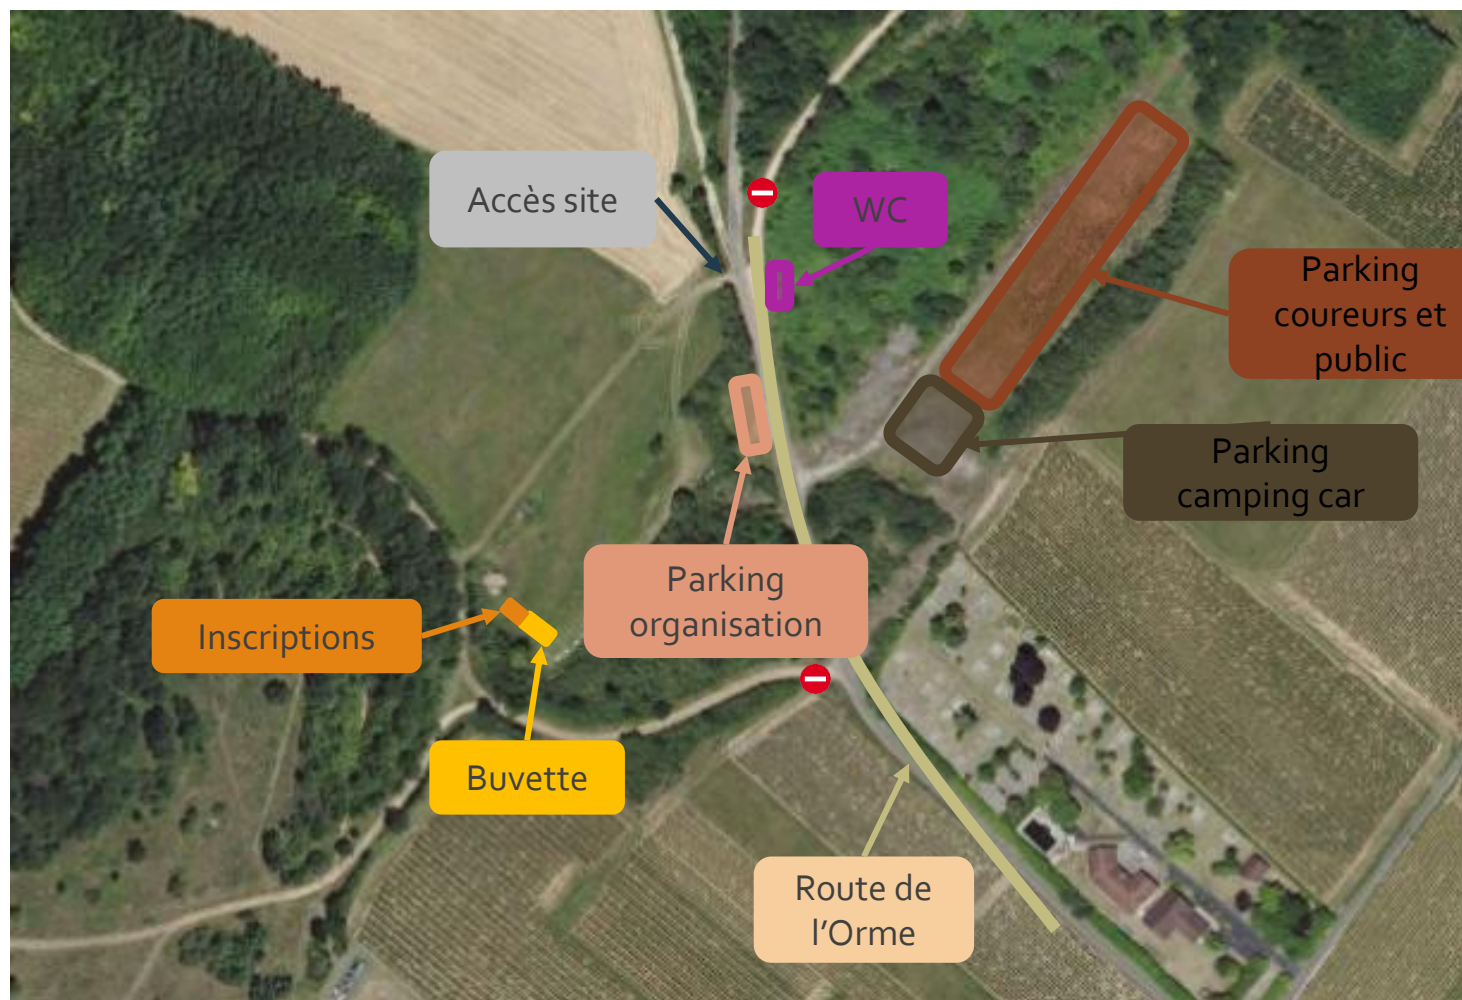 Accès site
WC
Parking
coureurs et
public
Parking
camping car
Parking
organisation
Inscriptions
Buvette
Route de
l'Orme